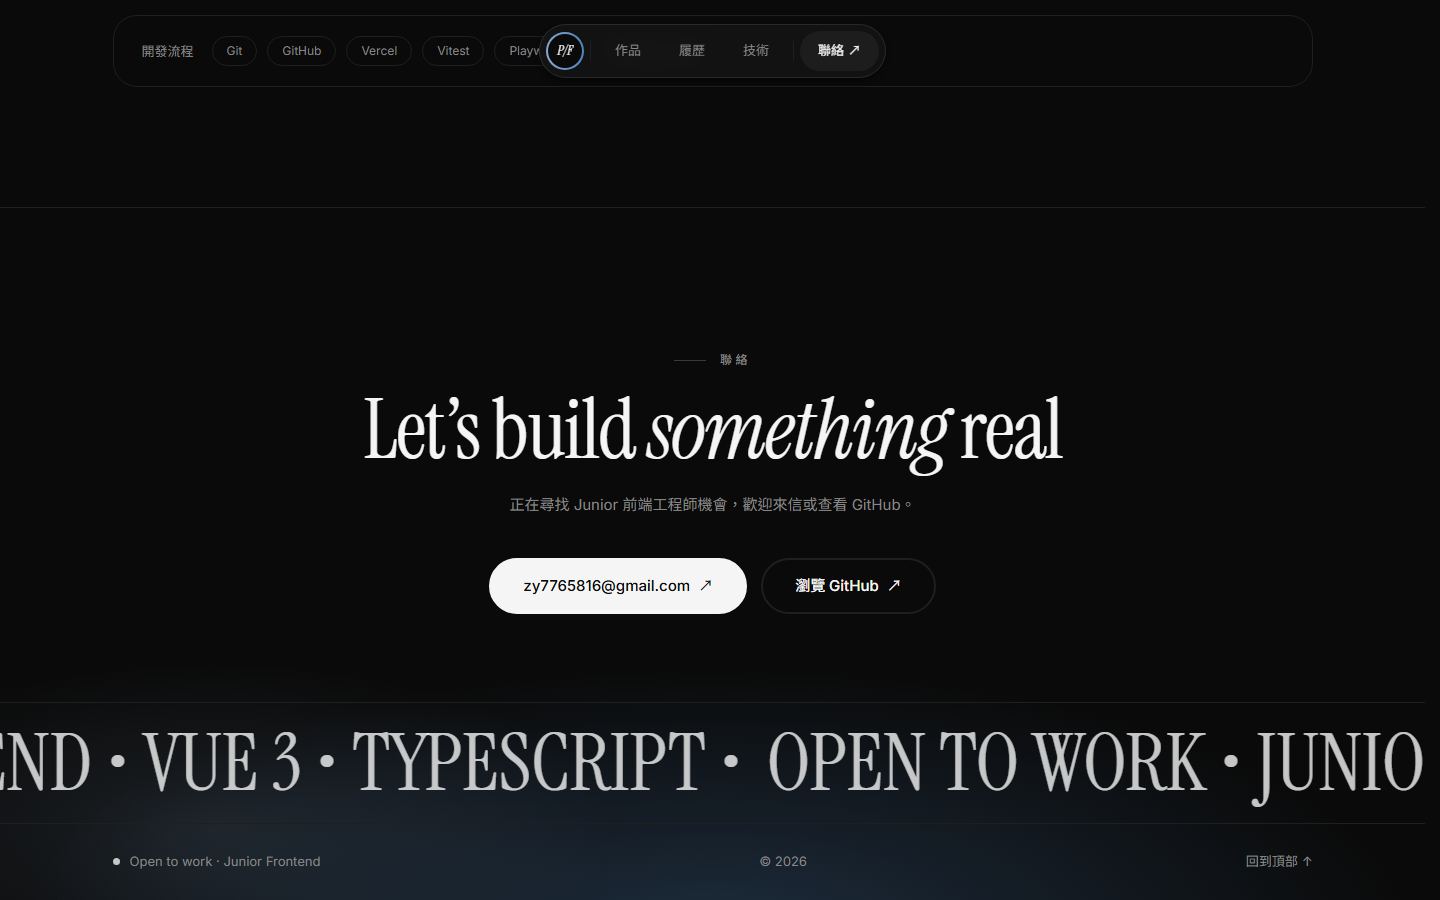 開發流程 Git GitHub Vercel Vitest Playw P/F 作品 履歷 技術 聯絡 ↗
聯絡
Let’s build something real
正在尋找 Junior 前端工程師機會，歡迎來信或查看 GitHub。
zy7765816@gmail.com ↗ 瀏覽 GitHub ↗
END • VUE 3 • TYPESCRIPT • OPEN TO WORK • JUNIO
Open to work · Junior Frontend © 2026 回到頂部 ↑